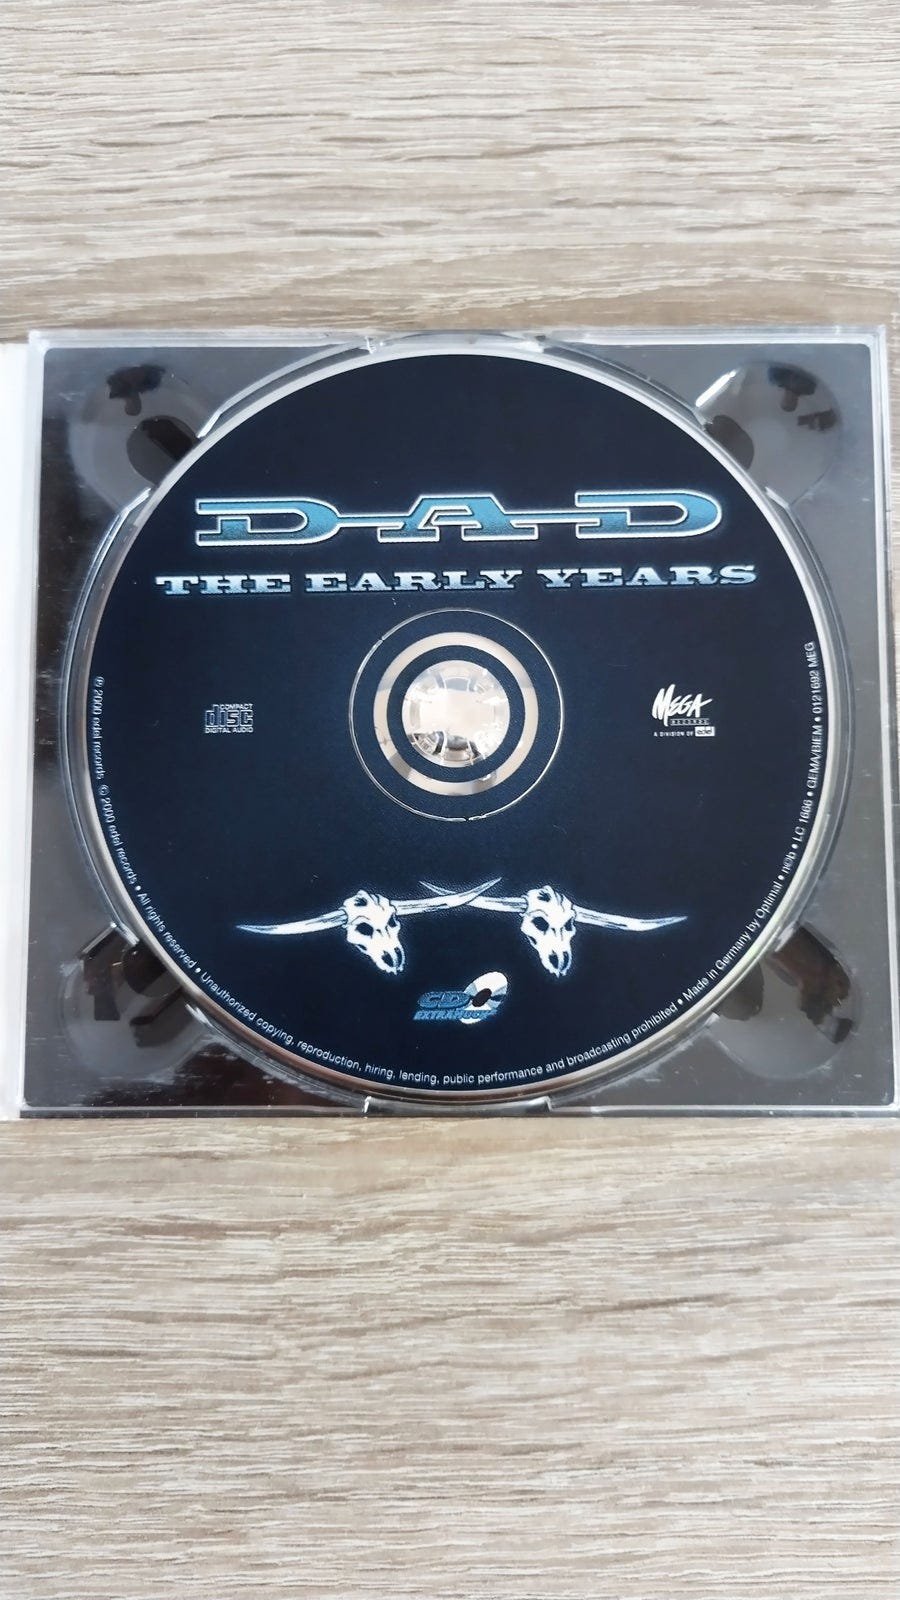 D-A-D
THE EARLY YEARS
COMPACT
disc
DIGITAL AUDIO
MEGA
RECORDS
A DIVISION OF edel
CD
EXTRA
℗ 2000 edel records © 2000 edel records • All rights reserved • Unauthorized copying, reproduction, hiring, lending, public performance and broadcasting prohibited • Made in Germany by Optimal • n©b • LC 1666 • GEMA/BIEM • 0121692 MEG